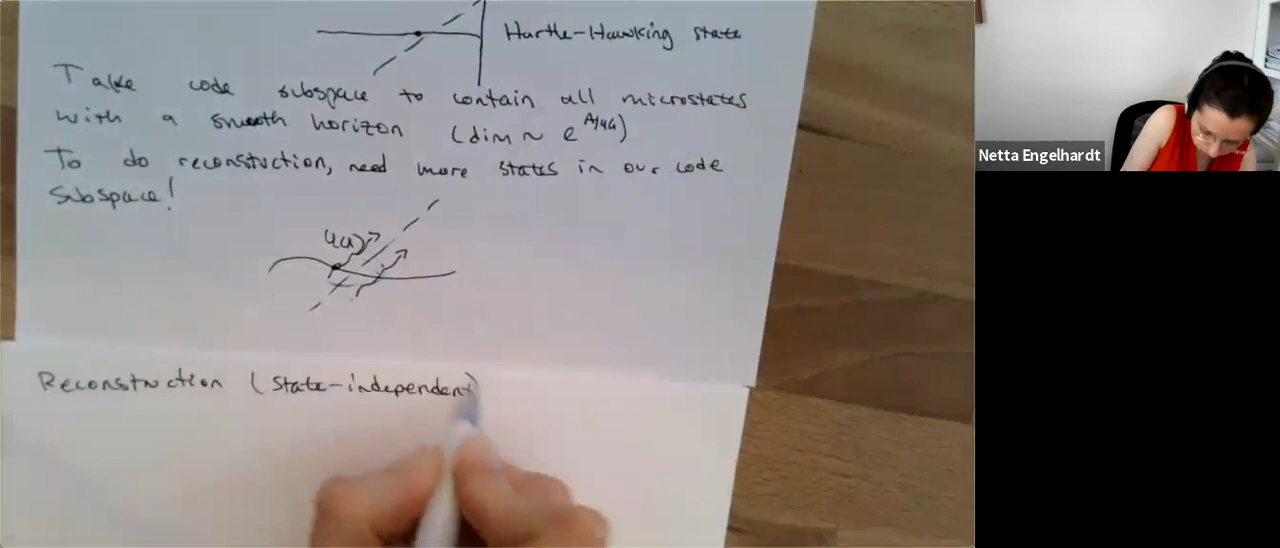 Hartle-Hawking state
Take code subspace to contain all microstates
with a smooth horizon (dim ~ e^{A/4G})
To do reconstuction, need more states in our code
subspace!
Reconstruction (state-independent)
Netta Engelhardt